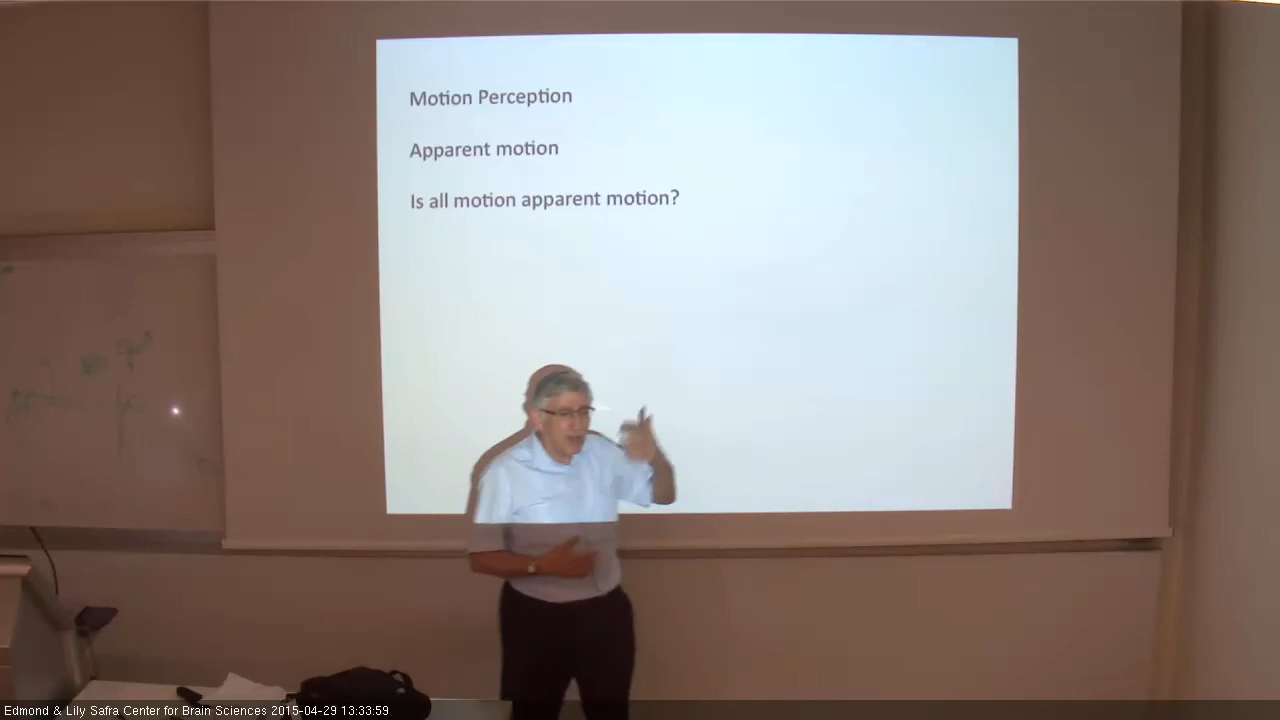 Motion Perception
Apparent motion
Is all motion apparent motion?
Edmond & Lily Safra Center for Brain Sciences 2015-04-29 13:33:59